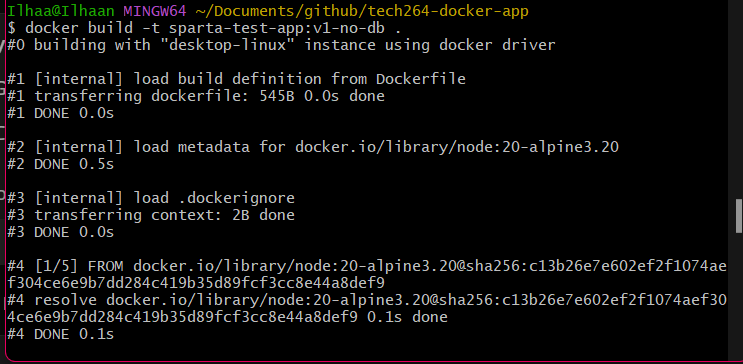 Ilhaa@Ilhaan MINGW64 ~/Documents/github/tech264-docker-app
$ docker build -t sparta-test-app:v1-no-db .
#0 building with "desktop-linux" instance using docker driver
#1 [internal] load build definition from Dockerfile
#1 transferring dockerfile: 545B 0.0s done
#1 DONE 0.0s
#2 [internal] load metadata for docker.io/library/node:20-alpine3.20
#2 DONE 0.5s
#3 [internal] load .dockerignore
#3 transferring context: 2B done
#3 DONE 0.0s
#4 [1/5] FROM docker.io/library/node:20-alpine3.20@sha256:c13b26e7e602ef2f1074ae
f304ce6e9b7dd284c419b35d89fcf3cc8e44a8def9
#4 resolve docker.io/library/node:20-alpine3.20@sha256:c13b26e7e602ef2f1074aef30
4ce6e9b7dd284c419b35d89fcf3cc8e44a8def9 0.1s done
#4 DONE 0.1s